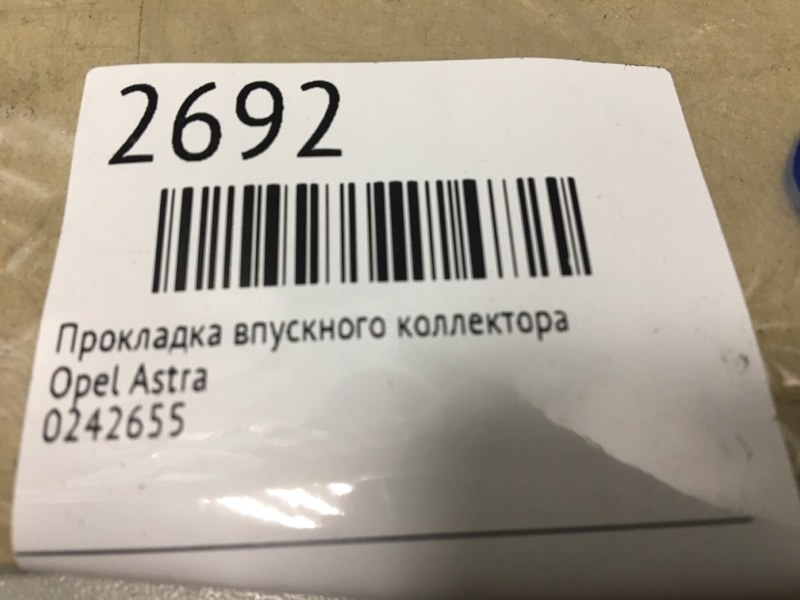 2692
Прокладка впускного коллектора
Opel Astra
0242655